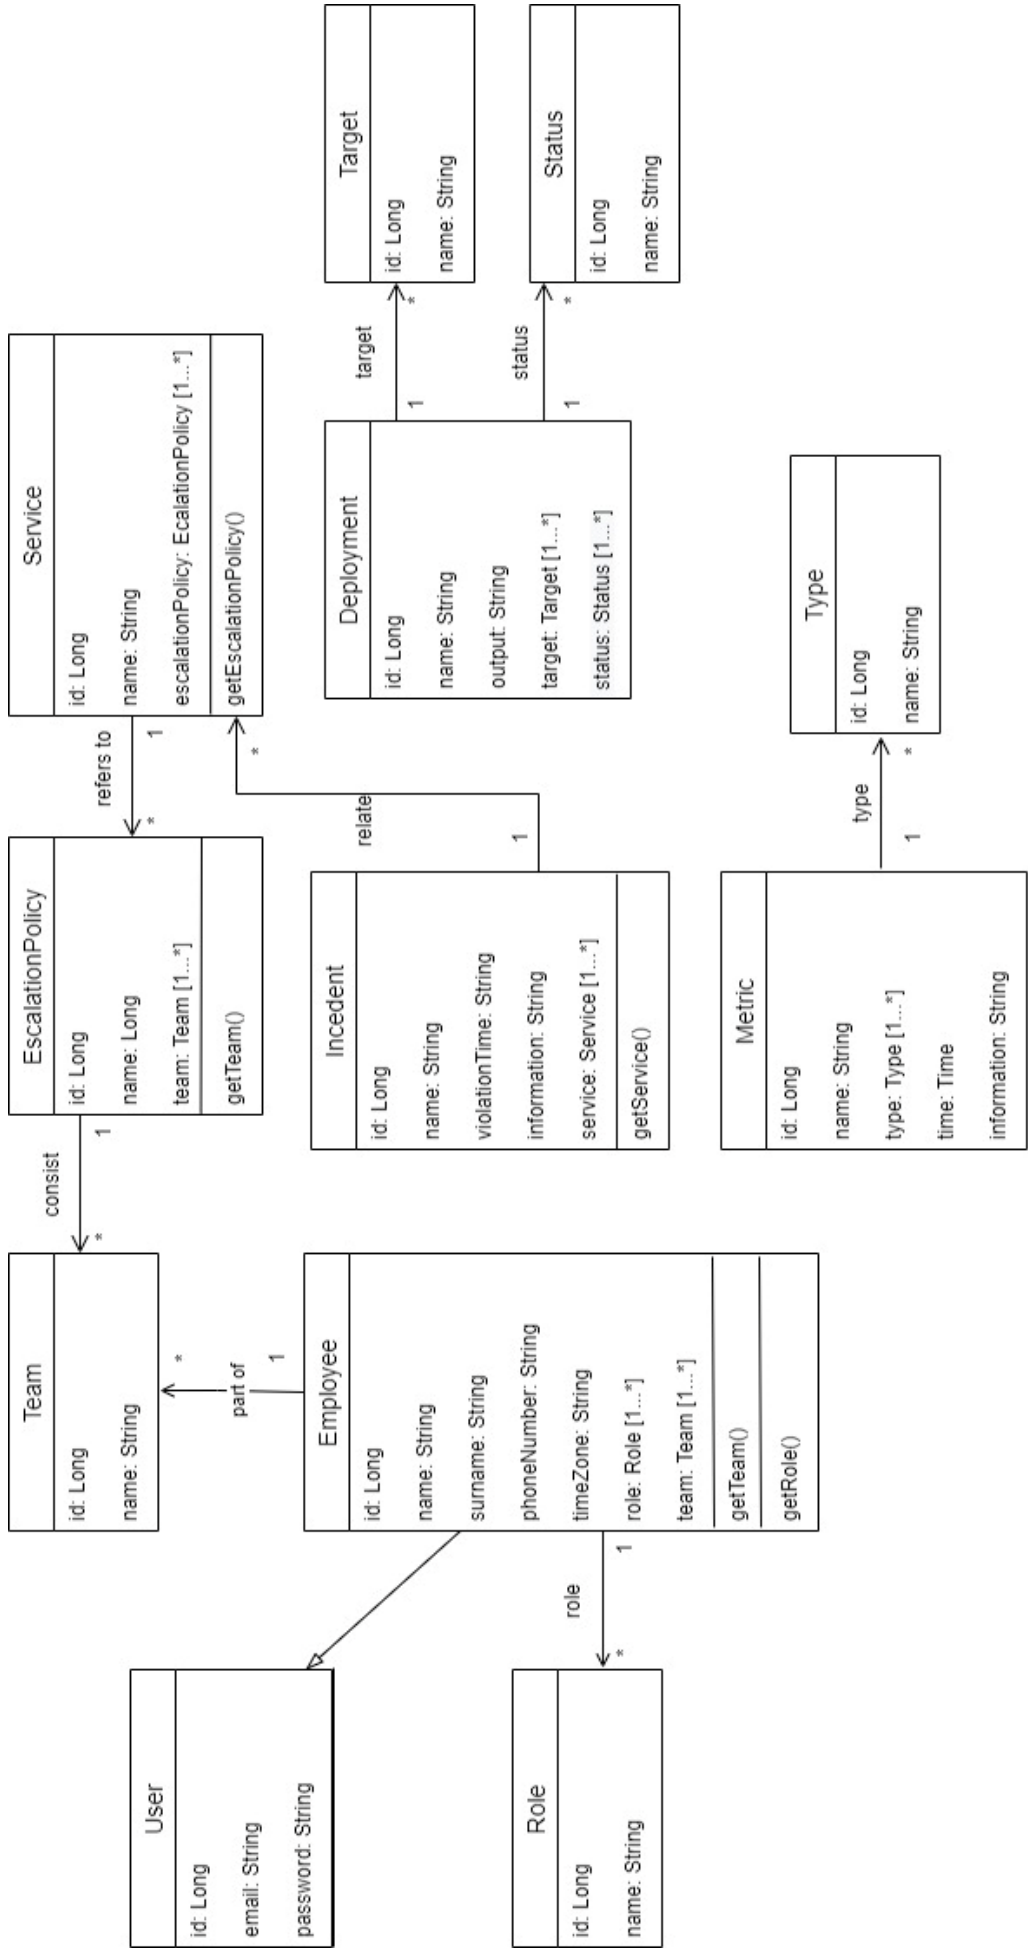 User
id: Long
email: String
password: String
Role
id: Long
name: String
role
*
1
Team
id: Long
name: String
part of
*
1
Employee
id: Long
name: String
surname: String
phoneNumber: String
timeZone: String
role: Role [1...*]
team: Team [1...*]
getTeam()
getRole()
consist
*
1
EscalationPolicy
id: Long
name: Long
team: Team [1...*]
getTeam()
refers to
*
1
Service
id: Long
name: String
escalationPolicy: EcalationPolicy [1...*]
getEscalationPolicy()
relate
*
1
Incedent
id: Long
name: String
violationTime: String
information: String
service: Service [1...*]
getService()
Metric
id: Long
name: String
type: Type [1...*]
time: Time
information: String
type
1
*
Type
id: Long
name: String
Deployment
id: Long
name: String
output: String
target: Target [1...*]
status: Status [1...*]
target
1
*
Target
id: Long
name: String
status
1
*
Status
id: Long
name: String